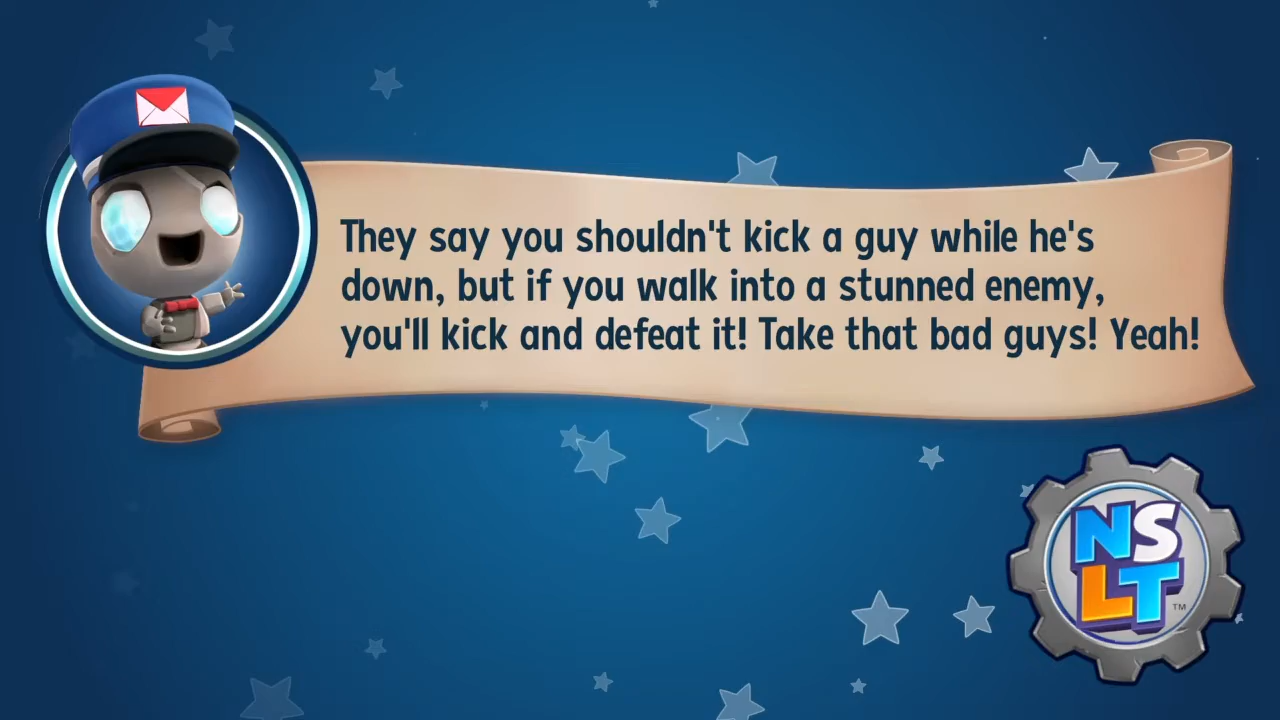 They say you shouldn't kick a guy while he's
down, but if you walk into a stunned enemy,
you'll kick and defeat it! Take that bad guys! Yeah!
NS
LT
TM